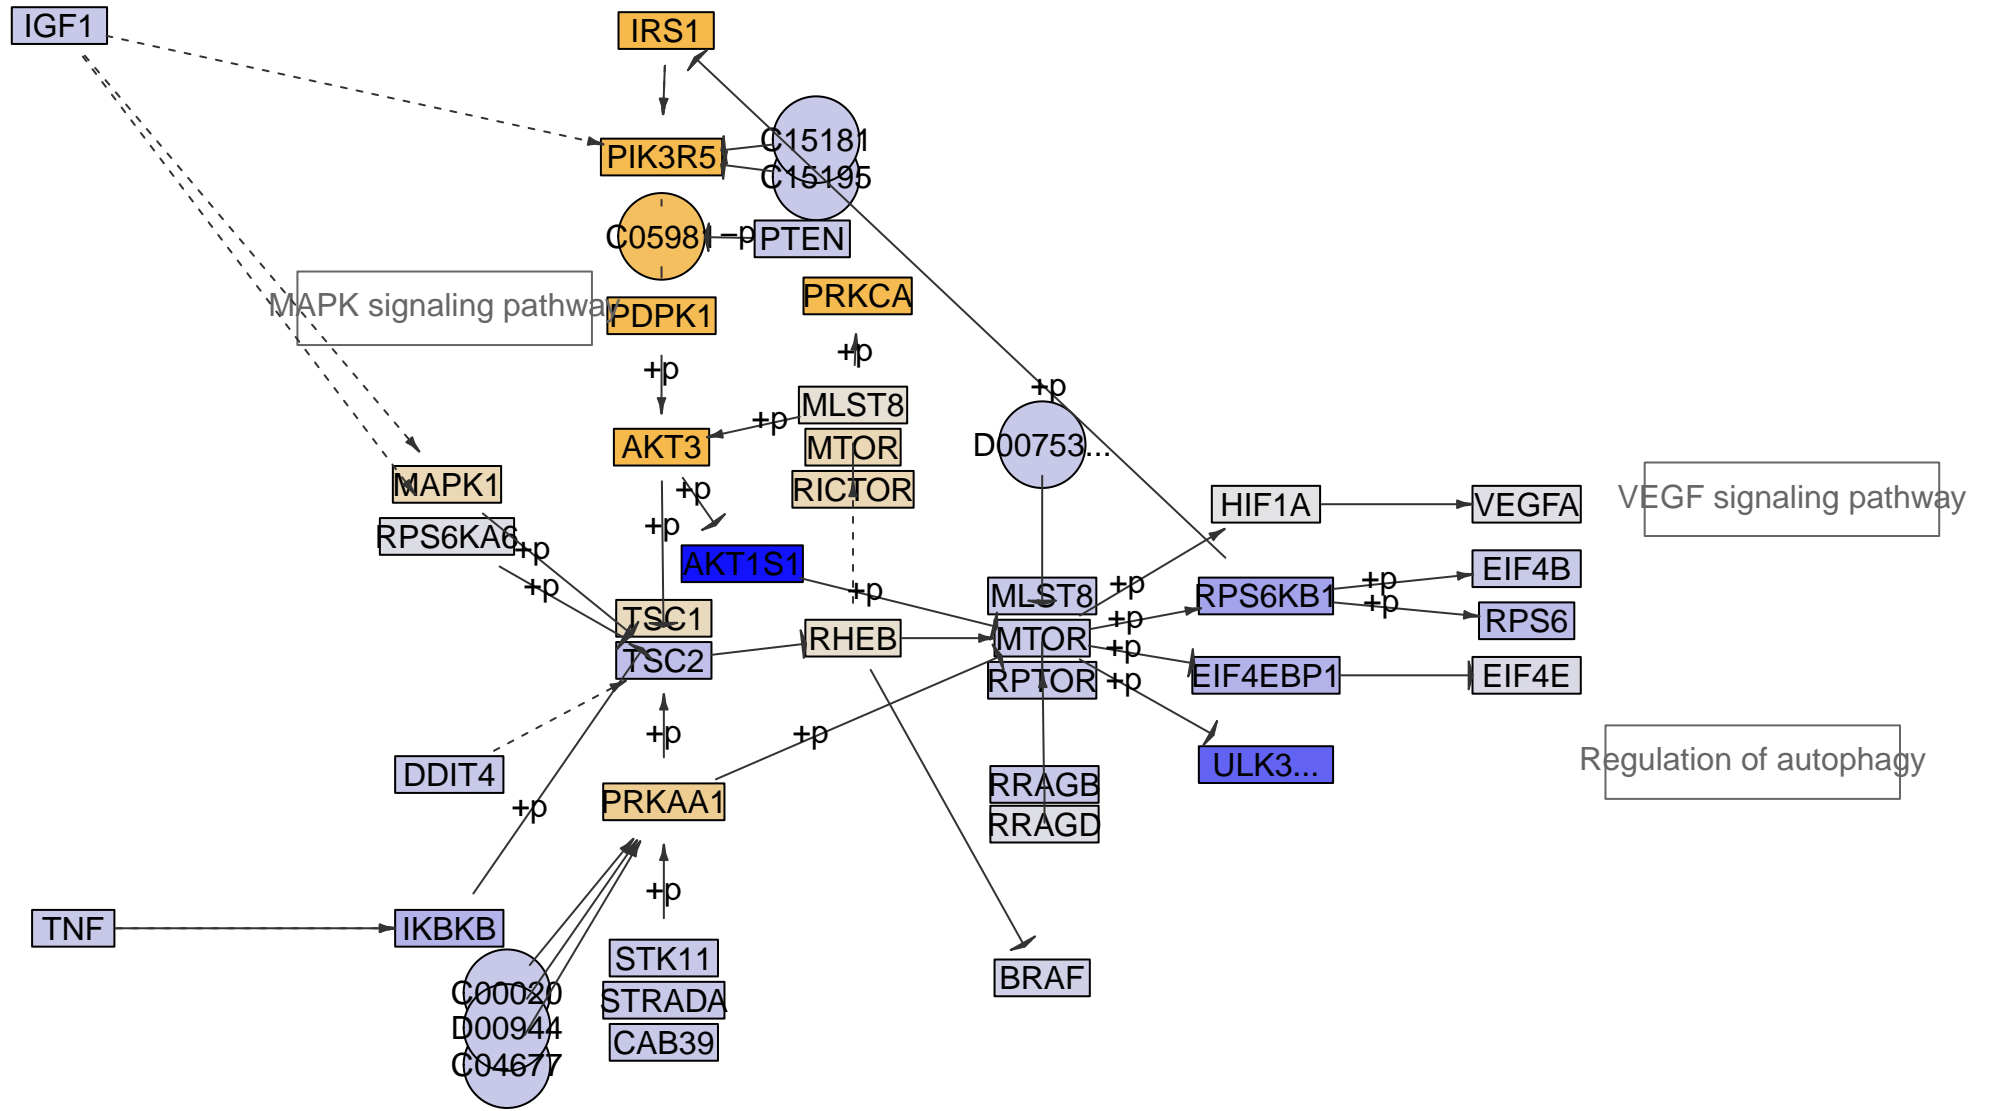 IGF1
IRS1
C15181
PIK3R5
C15195
C0598
−p
PTEN
PRKCA
MAPK signaling pathway
PDPK1
+p
+p
+p
MLST8
+p
AKT3
MTOR
D00753...
MAPK1
+p
RICTOR
HIF1A
VEGFA
VEGF signaling pathway
RPS6KA6
+p
+p
AKT1S1
EIF4B
+p
+p
+p
+p
MLST8
RPS6KB1
+p
TSC1
+p
RPS6
RHEB
MTOR
+p
TSC2
RPTOR
+p
EIF4EBP1
EIF4E
+p
+p
Regulation of autophagy
DDIT4
ULK3...
RRAGB
PRKAA1
+p
RRAGD
+p
TNF
IKBKB
STK11
BRAF
C00020
STRADA
D00944
CAB39
C04677